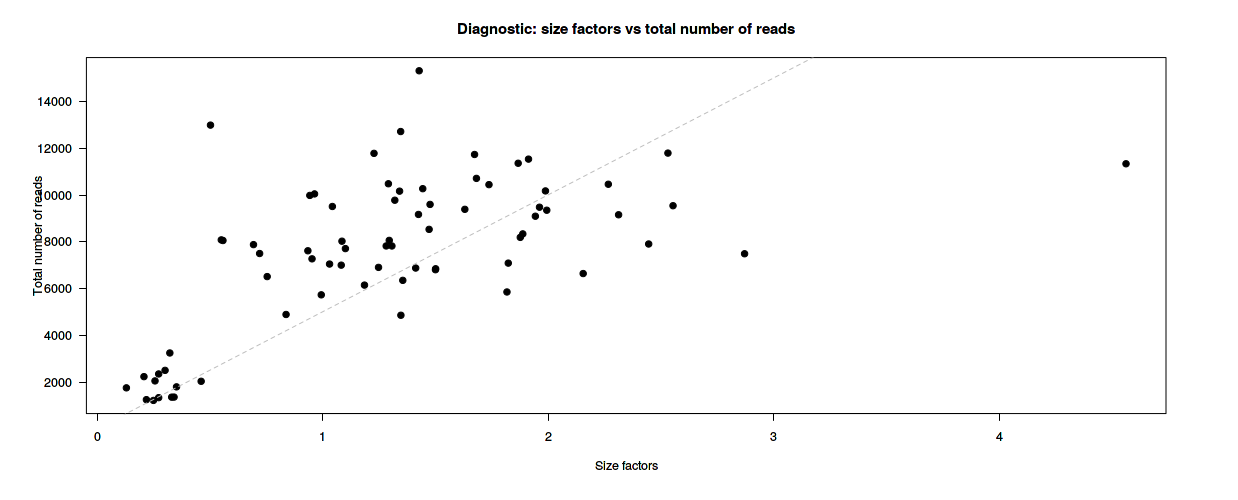 Diagnostic: size factors vs total number of reads
Total number of reads
14000
12000
10000
8000
6000
4000
2000
0 1 2 3 4
Size factors